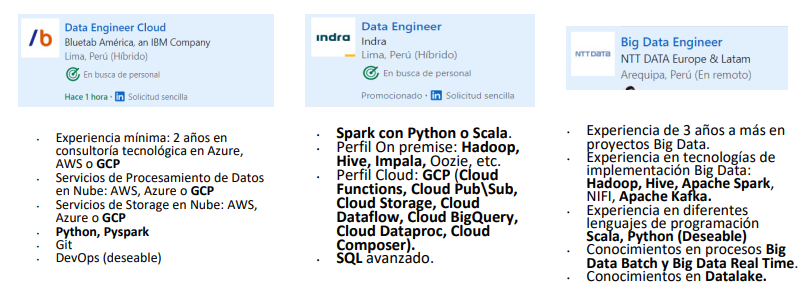 /b
Data Engineer Cloud
Bluetab América, an IBM Company
Lima, Perú (Híbrido)
En busca de personal
Hace 1 hora · in Solicitud sencilla
· Experiencia mínima: 2 años en
consultoría tecnológica en Azure,
AWS o GCP
· Servicios de Procesamiento de Datos
en Nube: AWS, Azure o GCP
· Servicios de Storage en Nube: AWS,
Azure o GCP
· Python, Pyspark
· Git
· DevOps (deseable)
indra
Data Engineer
Indra
Lima, Perú (Híbrido)
En busca de personal
Promocionado · in Solicitud sencilla
· Spark con Python o Scala.
· Perfil On premise: Hadoop,
Hive, Impala, Oozie, etc.
· Perfil Cloud: GCP (Cloud
Functions, Cloud Pub\Sub,
Cloud Storage, Cloud
Dataflow, Cloud BigQuery,
Cloud Dataproc, Cloud
Composer).
· SQL avanzado.
NTT DATA
Big Data Engineer
NTT DATA Europe & Latam
Arequipa, Perú (En remoto)
· Experiencia de 3 años a más en
proyectos Big Data.
· Experiencia en tecnologías de
implementación Big Data:
Hadoop, Hive, Apache Spark,
NIFI, Apache Kafka.
· Experiencia en diferentes
lenguajes de programación
Scala, Python (Deseable)
· Conocimientos en procesos Big
Data Batch y Big Data Real Time.
· Conocimientos en Datalake.